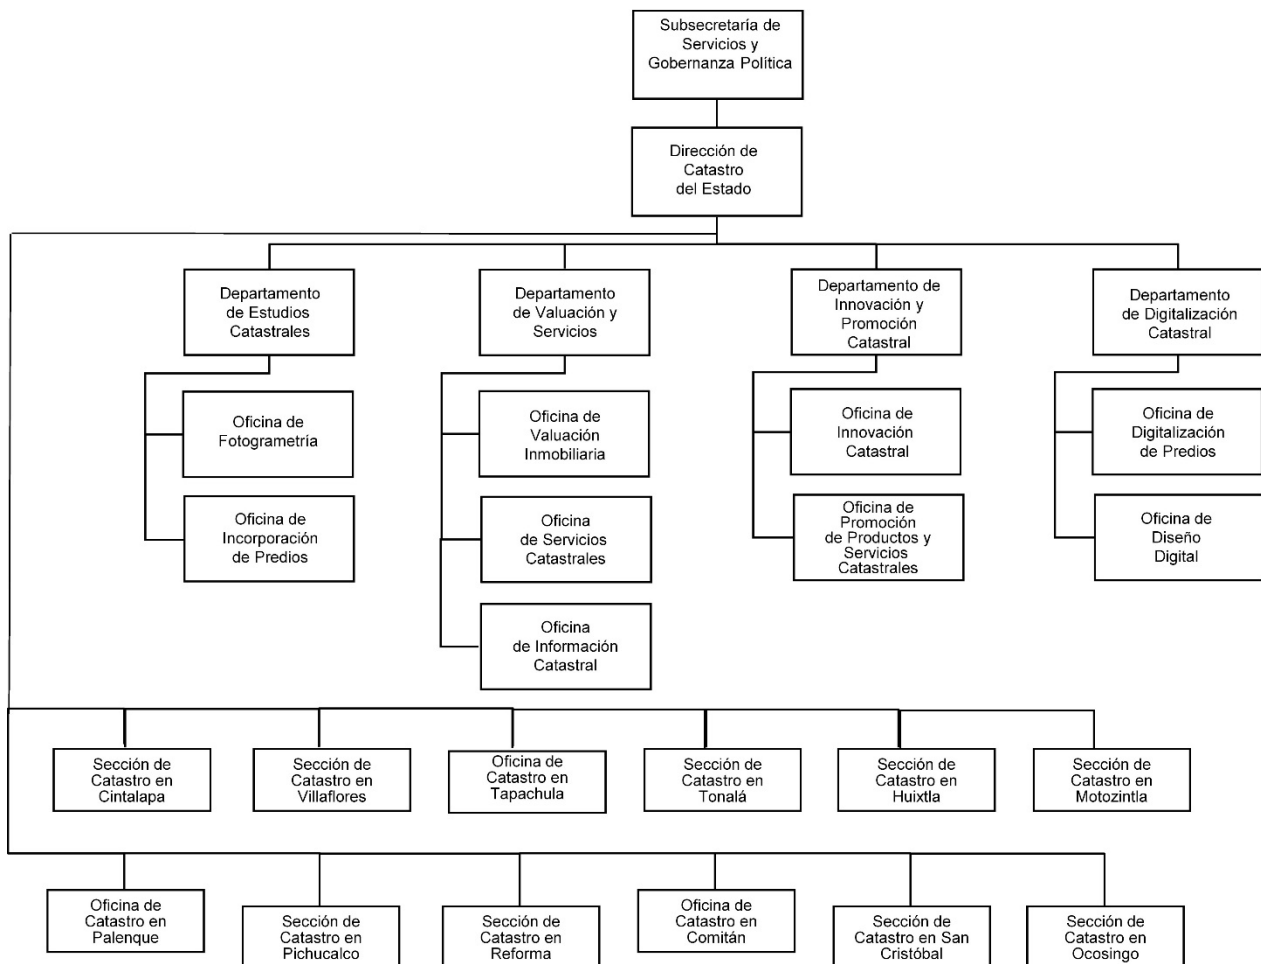 Subsecretaría de
Servicios y
Gobernanza Política
Dirección de
Catastro
del Estado
Departamento
de Estudios
Catastrales
Departamento
de Valuación y
Servicios
Departamento de
Innovación y
Promoción
Catastral
Departamento
de Digitalización
Catastral
Oficina de
Fotogrametría
Oficina de
Valuación
Inmobiliaria
Oficina de
Innovación
Catastral
Oficina de
Digitalización
de Predios
Oficina de
Incorporación
de Predios
Oficina
de Servicios
Catastrales
Oficina de
Promoción
de Productos y
Servicios
Catastrales
Oficina de
Diseño
Digital
Oficina
de Información
Catastral
Sección de
Catastro en
Cintalapa
Sección de
Catastro en
Villaflores
Oficina de
Catastro en
Tapachula
Sección de
Catastro en
Tonalá
Sección de
Catastro en
Huixtla
Sección de
Catastro en
Motozintla
Oficina de
Catastro en
Palenque
Sección de
Catastro en
Pichucalco
Sección de
Catastro en
Reforma
Oficina de
Catastro en
Comitán
Sección de
Catastro en San
Cristóbal
Sección de
Catastro en
Ocosingo